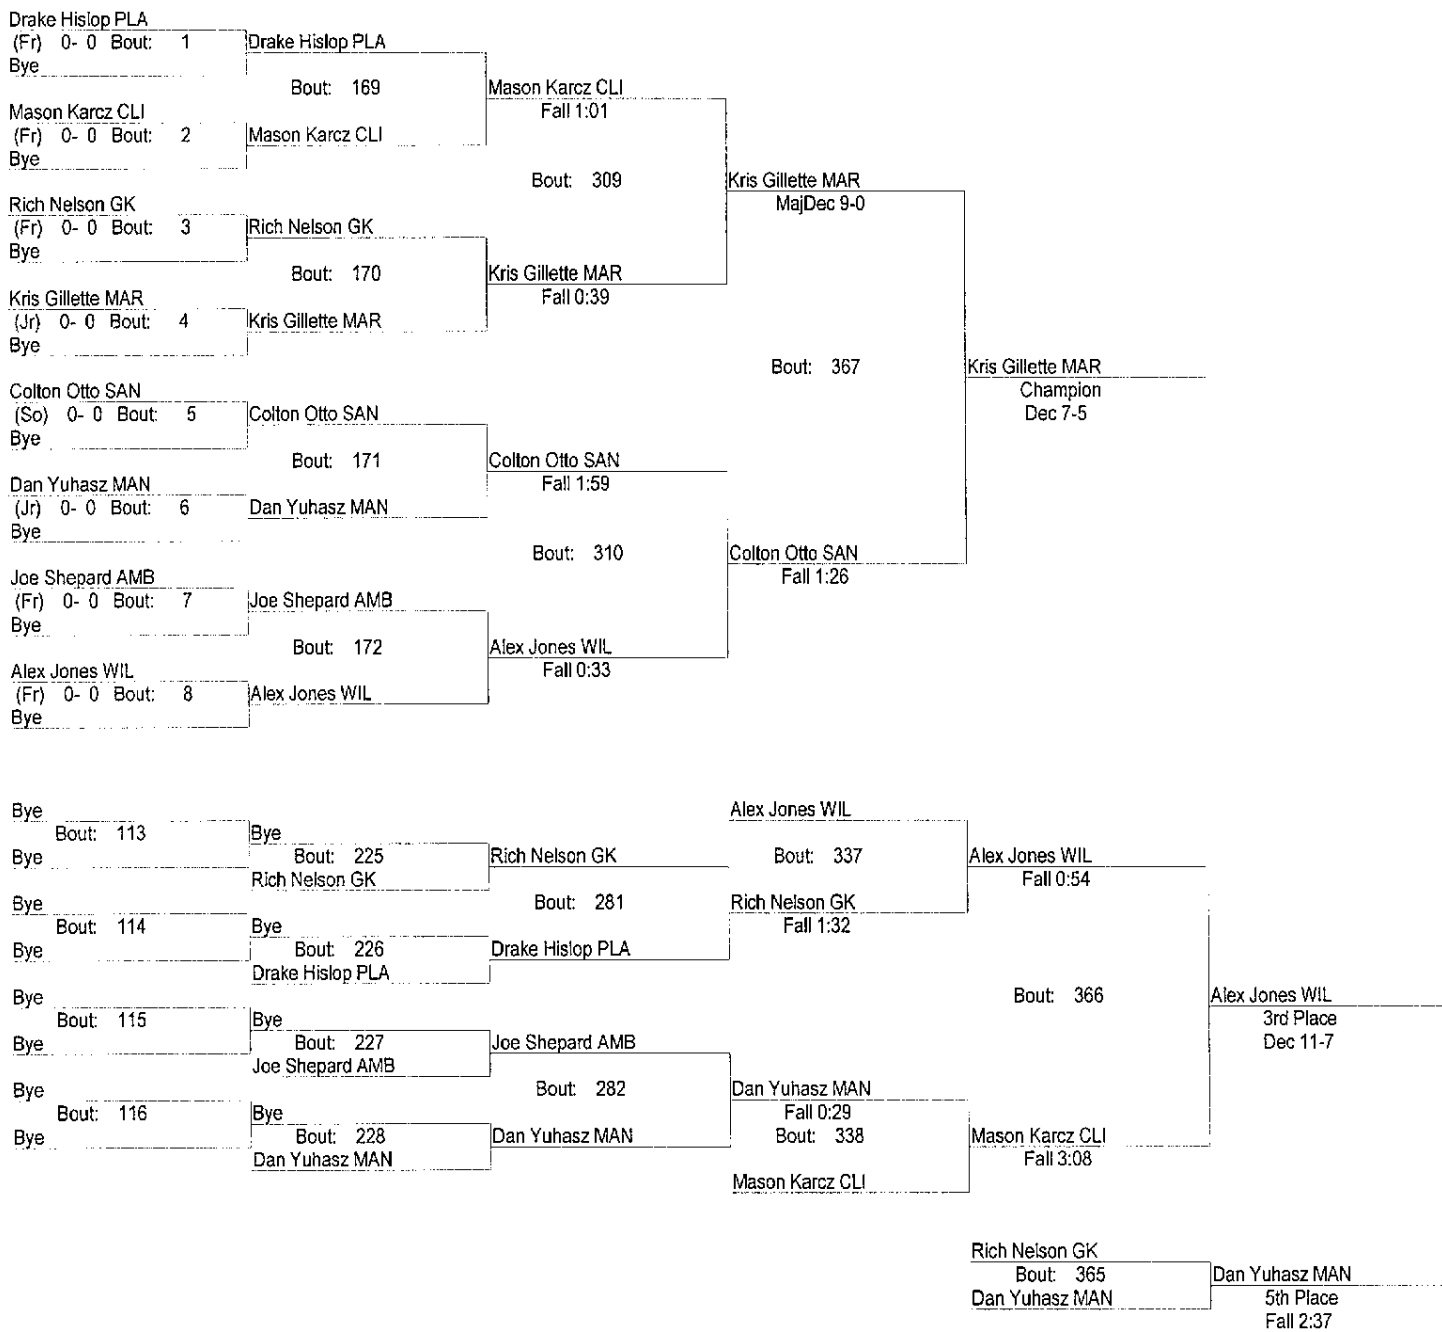 Drake Hislop PLA
(Fr) 0- 0 Bout: 1
Bye
Drake Hislop PLA
Bout: 169
Mason Karcz CLI
(Fr) 0- 0 Bout: 2
Bye
Mason Karcz CLI
Mason Karcz CLI
Fall 1:01
Bout: 309
Rich Nelson GK
(Fr) 0- 0 Bout: 3
Bye
Rich Nelson GK
Bout: 170
Kris Gillette MAR
(Jr) 0- 0 Bout: 4
Bye
Kris Gillette MAR
Kris Gillette MAR
Fall 0:39
Kris Gillette MAR
MajDec 9-0
Bout: 367
Kris Gillette MAR
Champion
Dec 7-5
Colton Otto SAN
(So) 0- 0 Bout: 5
Bye
Colton Otto SAN
Bout: 171
Dan Yuhasz MAN
(Jr) 0- 0 Bout: 6
Bye
Dan Yuhasz MAN
Colton Otto SAN
Fall 1:59
Bout: 310
Colton Otto SAN
Fall 1:26
Joe Shepard AMB
(Fr) 0- 0 Bout: 7
Bye
Joe Shepard AMB
Bout: 172
Alex Jones WIL
(Fr) 0- 0 Bout: 8
Bye
Alex Jones WIL
Alex Jones WIL
Fall 0:33
Bye
Bout: 113
Bye
Bye
Bout: 225
Rich Nelson GK
Rich Nelson GK
Bout: 281
Bye
Bout: 114
Bye
Bye
Bout: 226
Drake Hislop PLA
Drake Hislop PLA
Alex Jones WIL
Bout: 337
Rich Nelson GK
Fall 1:32
Alex Jones WIL
Fall 0:54
Bout: 366
Alex Jones WIL
3rd Place
Dec 11-7
Bye
Bout: 115
Bye
Bye
Bout: 227
Joe Shepard AMB
Joe Shepard AMB
Bout: 282
Bye
Bout: 116
Bye
Bye
Bout: 228
Dan Yuhasz MAN
Dan Yuhasz MAN
Dan Yuhasz MAN
Fall 0:29
Bout: 338
Mason Karcz CLI
Mason Karcz CLI
Fall 3:08
Rich Nelson GK
Bout: 365
Dan Yuhasz MAN
Dan Yuhasz MAN
5th Place
Fall 2:37